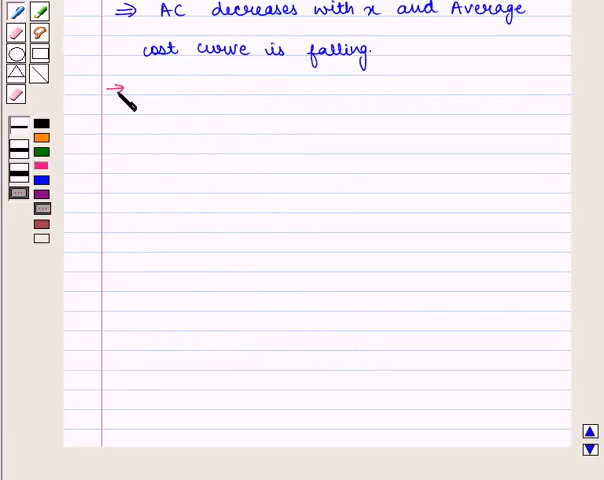 ⇒ AC decreases with x and Average
cost curve is falling.
→